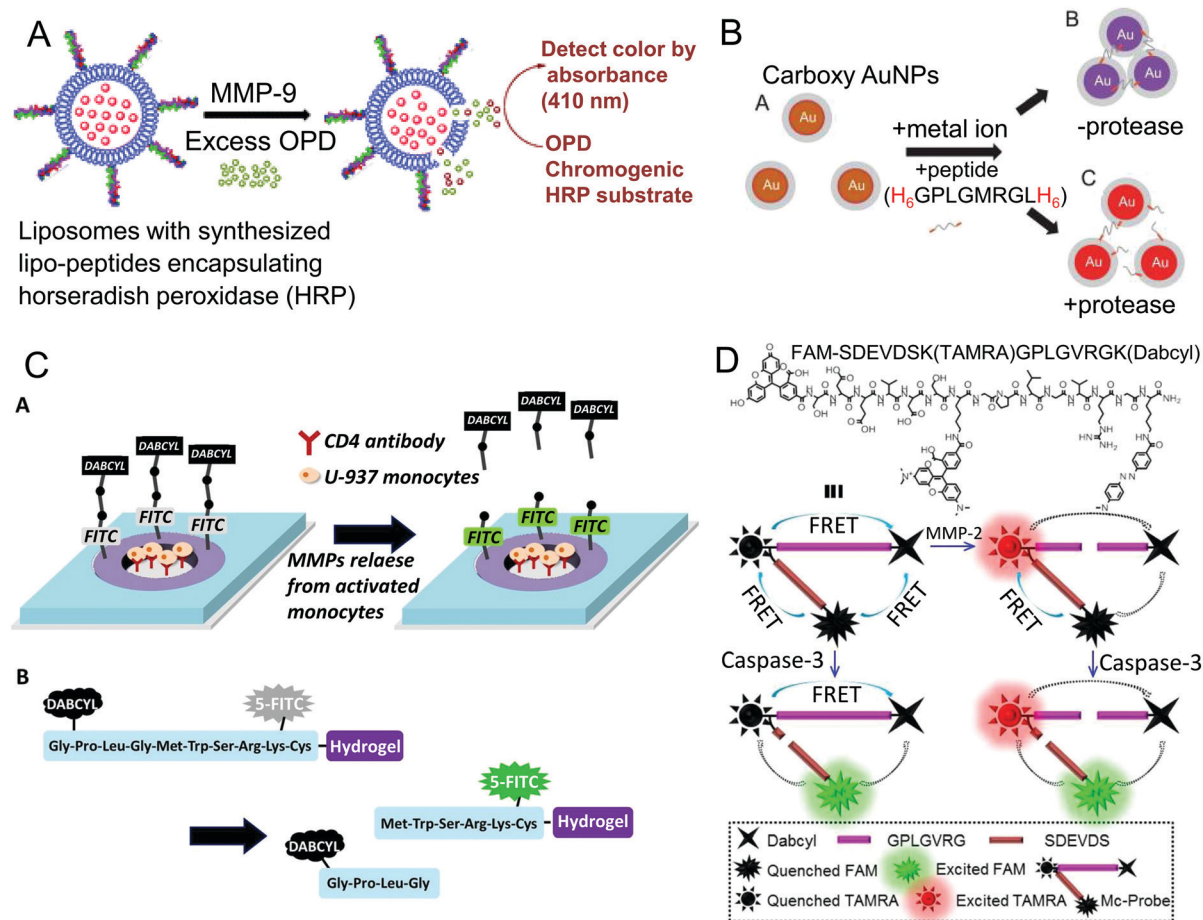 A
MMP-9
Excess OPD
Detect color by
absorbance
(410 nm)
OPD
Chromogenic
HRP substrate
Liposomes with synthesized
lipo-peptides encapsulating
horseradish peroxidase (HRP)
B
Carboxy AuNPs
A
Au
Au
Au
+metal ion
+peptide
(H6GPLGMRGLH6)
B
Au
Au
Au
-protease
C
Au
Au
Au
+protease
C
A
DABCYL
DABCYL
DABCYL
FITC
FITC
FITC
CD4 antibody
U-937 monocytes
MMPs relaese
from activated
monocytes
DABCYL
DABCYL
DABCYL
FITC
FITC
FITC
B
DABCYL
5-FITC
Gly-Pro-Leu-Gly-Met-Trp-Ser-Arg-Lys-Cys
Hydrogel
5-FITC
Met-Trp-Ser-Arg-Lys-Cys
Hydrogel
DABCYL
Gly-Pro-Leu-Gly
D
FAM-SDEVDSK(TAMRA)GPLGVRGK(Dabcyl)
FRET
FRET
FRET
MMP-2
FRET
Caspase-3
Caspase-3
FRET
Dabcyl
GPLGVRG
SDEVDS
Quenched FAM
Excited FAM
Quenched TAMRA
Excited TAMRA
Mc-Probe